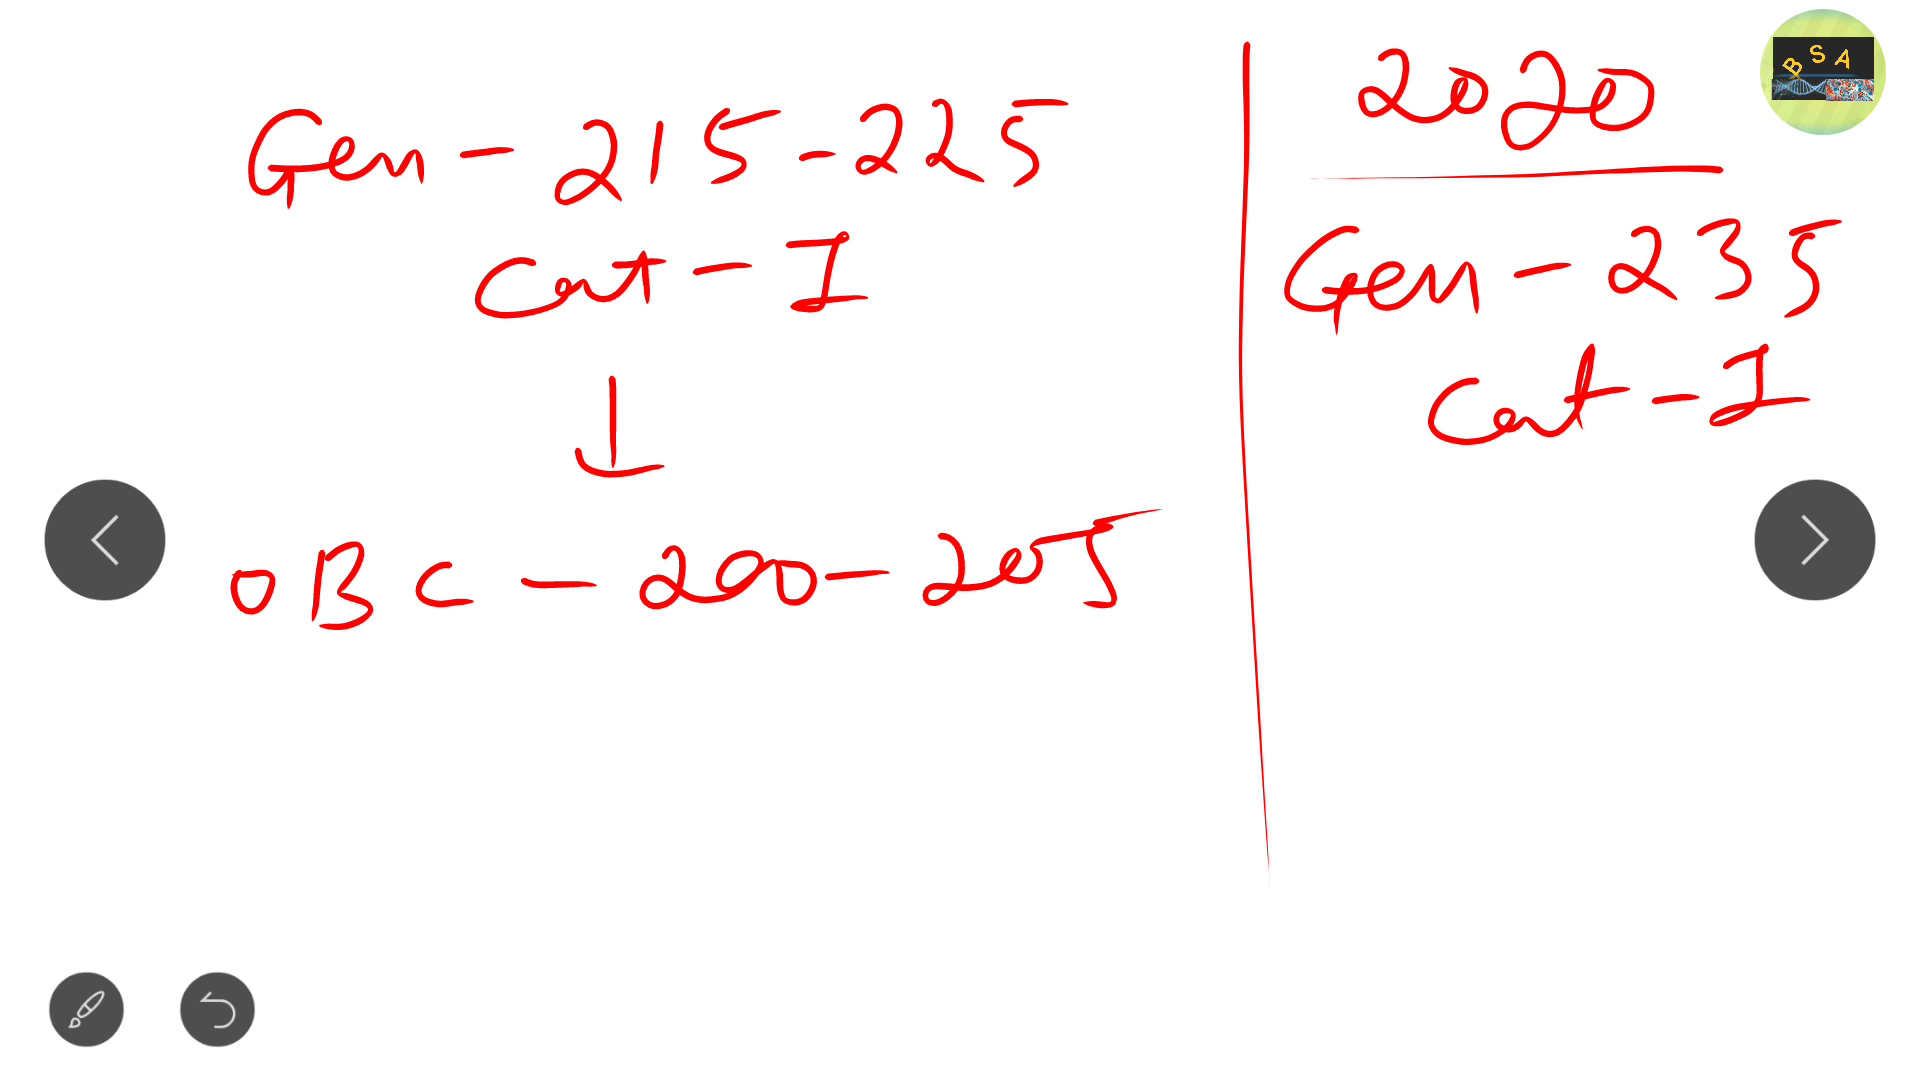 Gen - 215 - 225
Cat - I
↓
OBC - 200 - 205
2020
Gen - 235
Cat - I
BSA